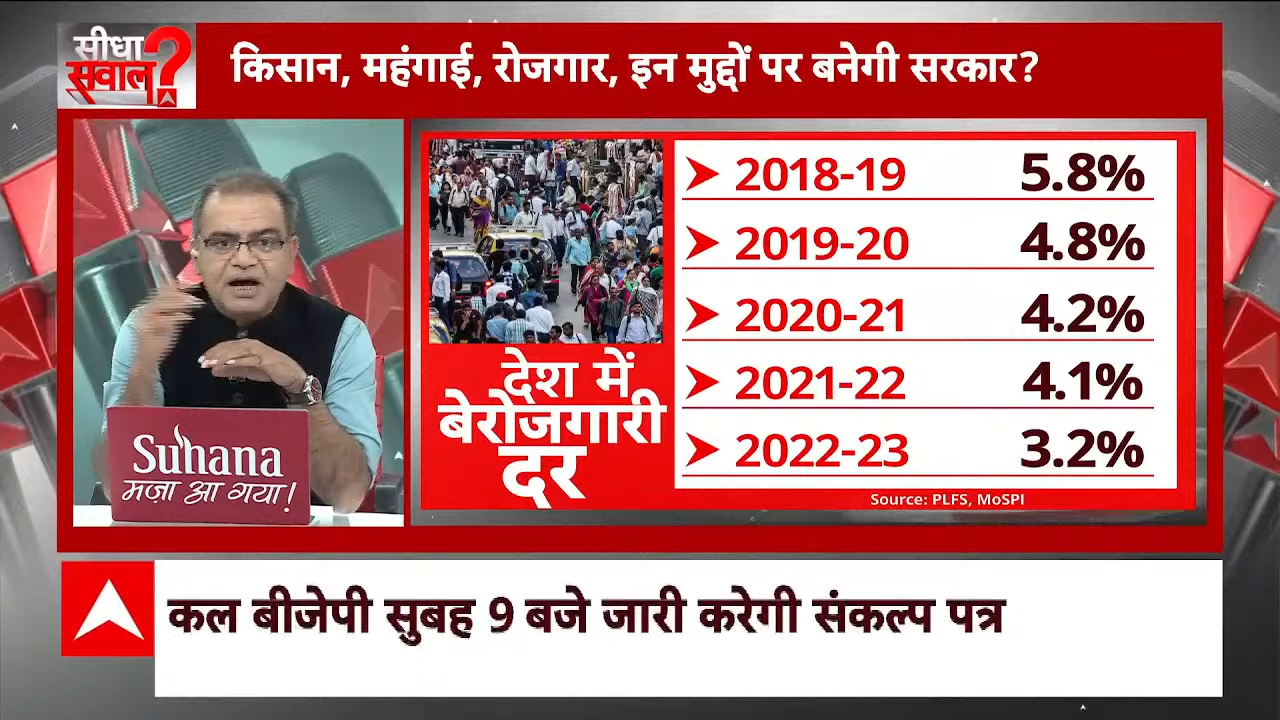 सीधा
सवाल?
किसान, महंगाई, रोजगार, इन मुद्दों पर बनेगी सरकार?
2018-19 5.8%
2019-20 4.8%
2020-21 4.2%
2021-22 4.1%
2022-23 3.2%
देश में
बेरोजगारी
दर
Source: PLFS, MoSPI
Suhana
मज़ा आ गया!
कल बीजेपी सुबह 9 बजे जारी करेगी संकल्प पत्र